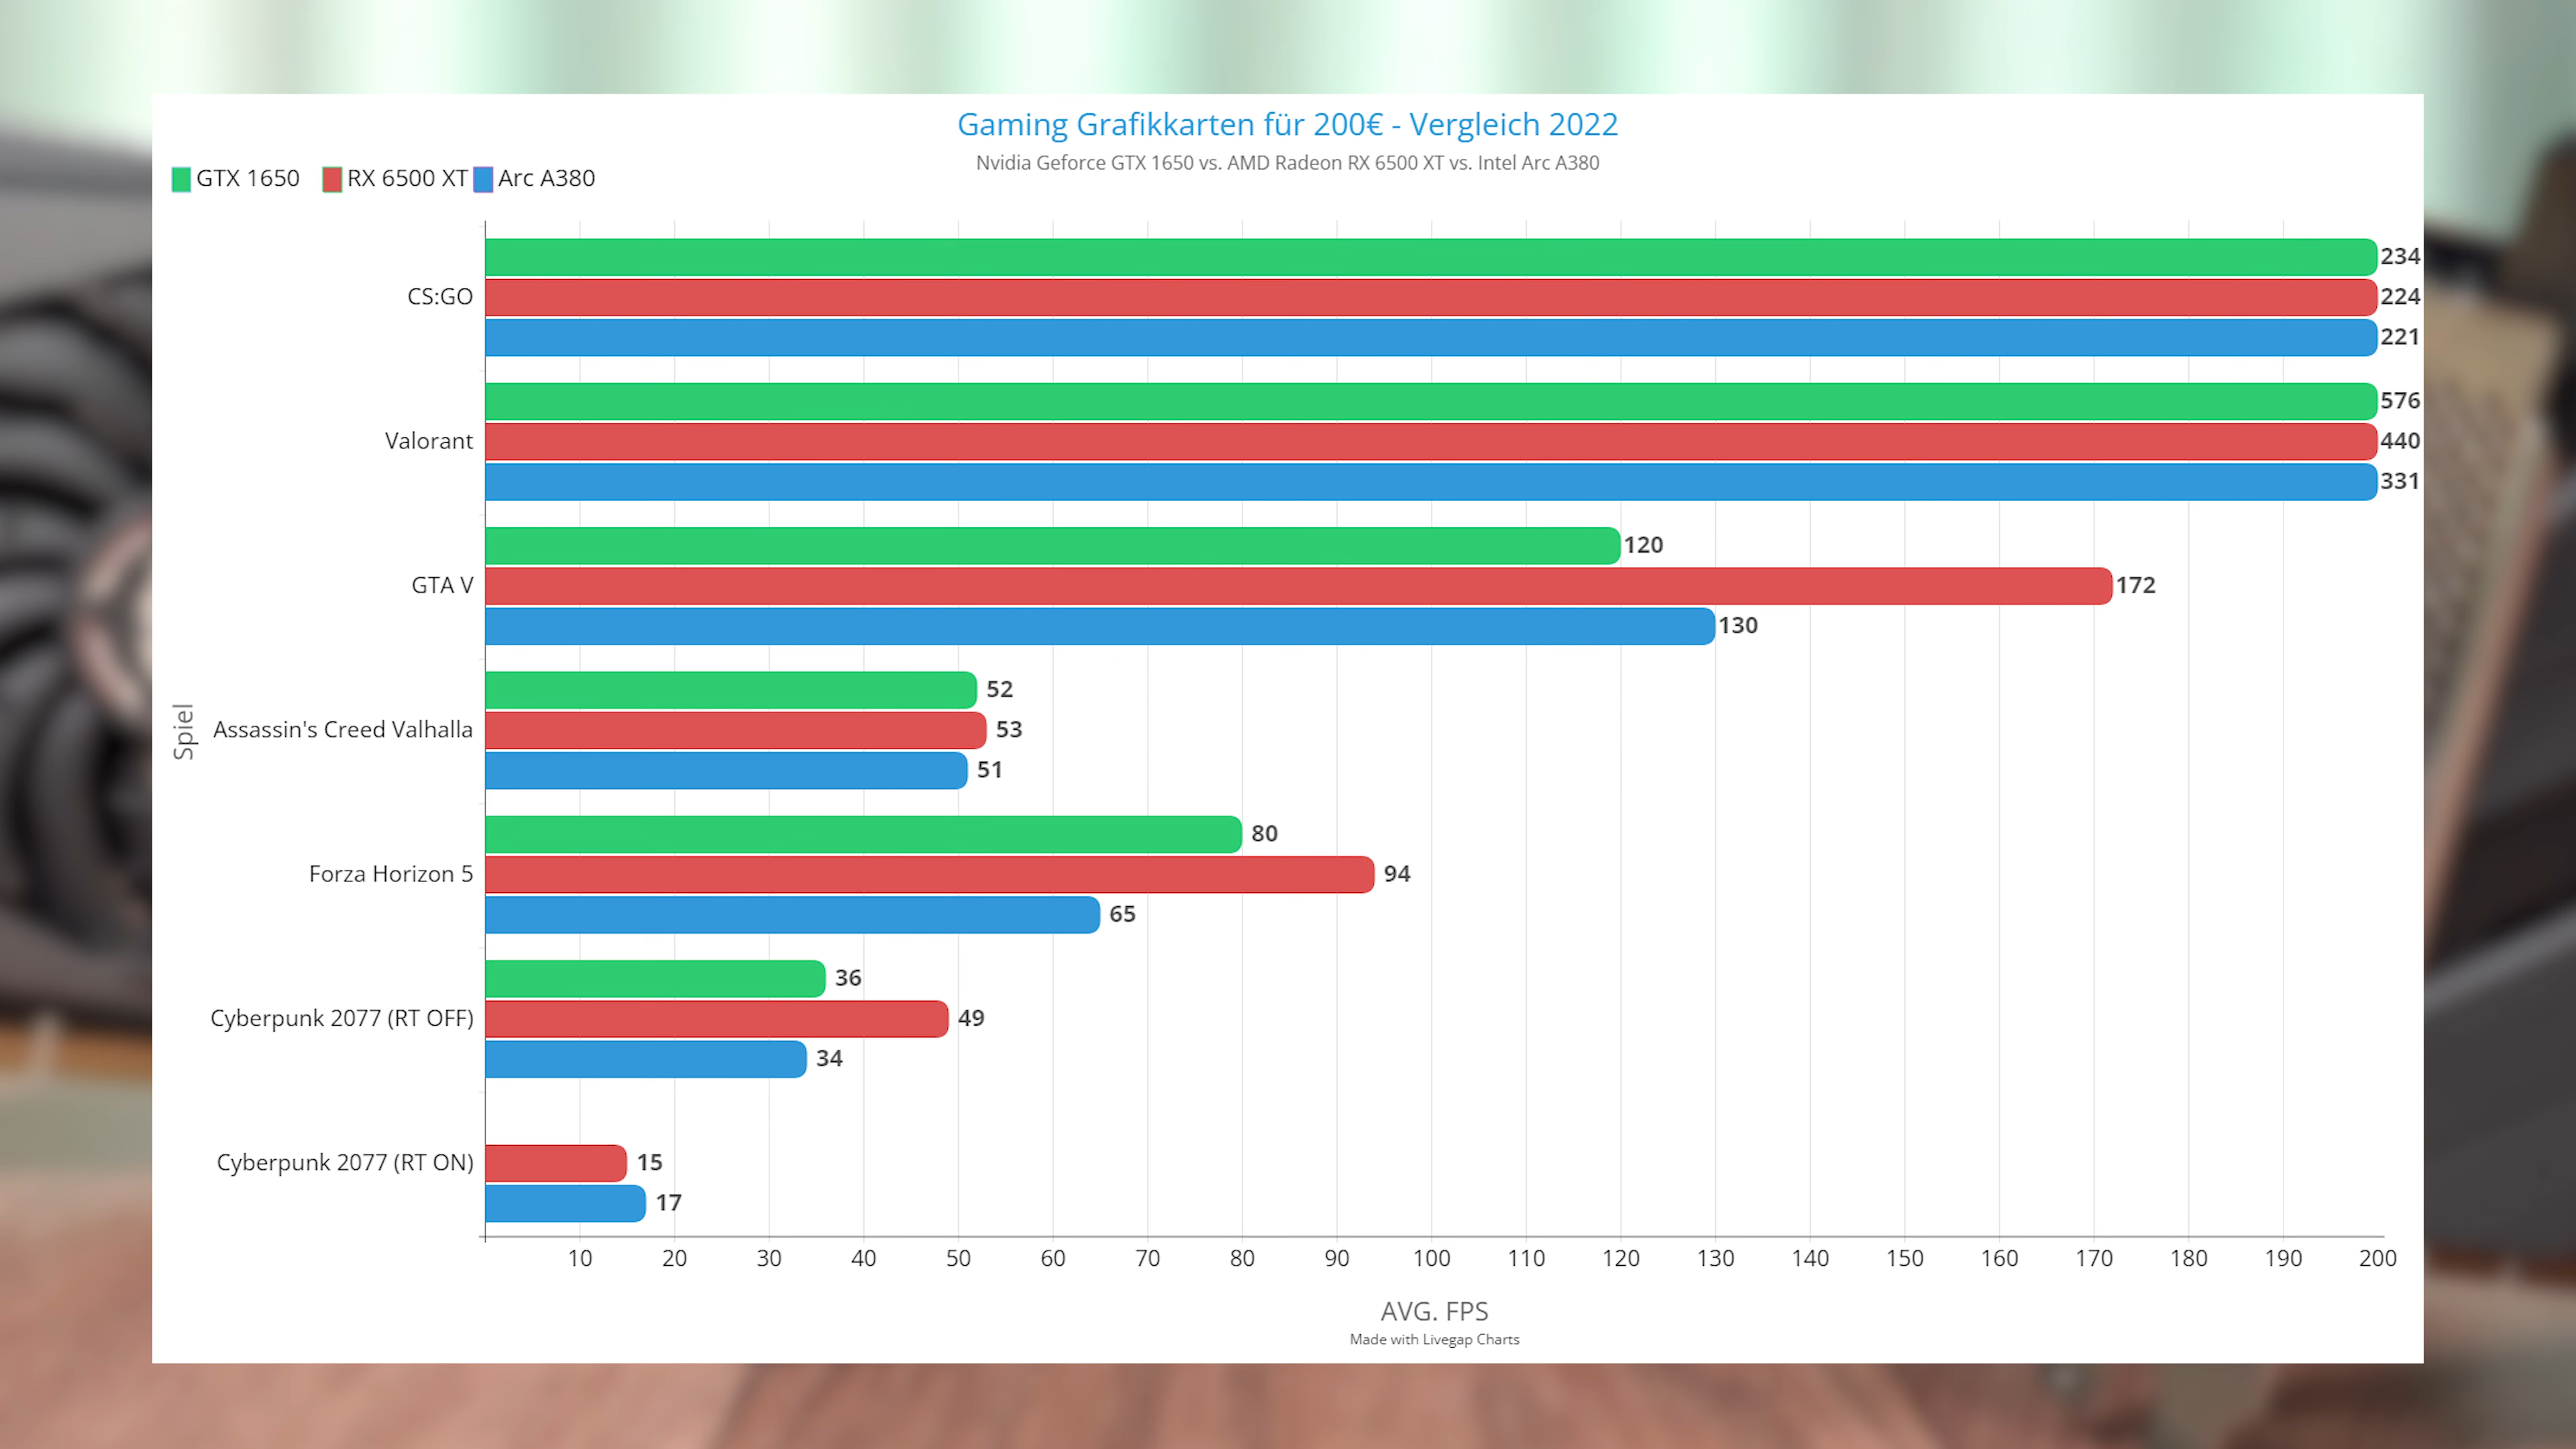 Gaming Grafikkarten für 200€ - Vergleich 2022
Nvidia Geforce GTX 1650 vs. AMD Radeon RX 6500 XT vs. Intel Arc A380
GTX 1650 RX 6500 XT Arc A380
234
CS:GO 224
221
576
Valorant 440
331
120
GTA V 172
130
52
Assassin's Creed Valhalla 53
51
Spiel
80
Forza Horizon 5 94
65
36
Cyberpunk 2077 (RT OFF) 49
34
Cyberpunk 2077 (RT ON) 15
17
10 20 30 40 50 60 70 80 90 100 110 120 130 140 150 160 170 180 190 200
AVG. FPS
Made with Livegap Charts